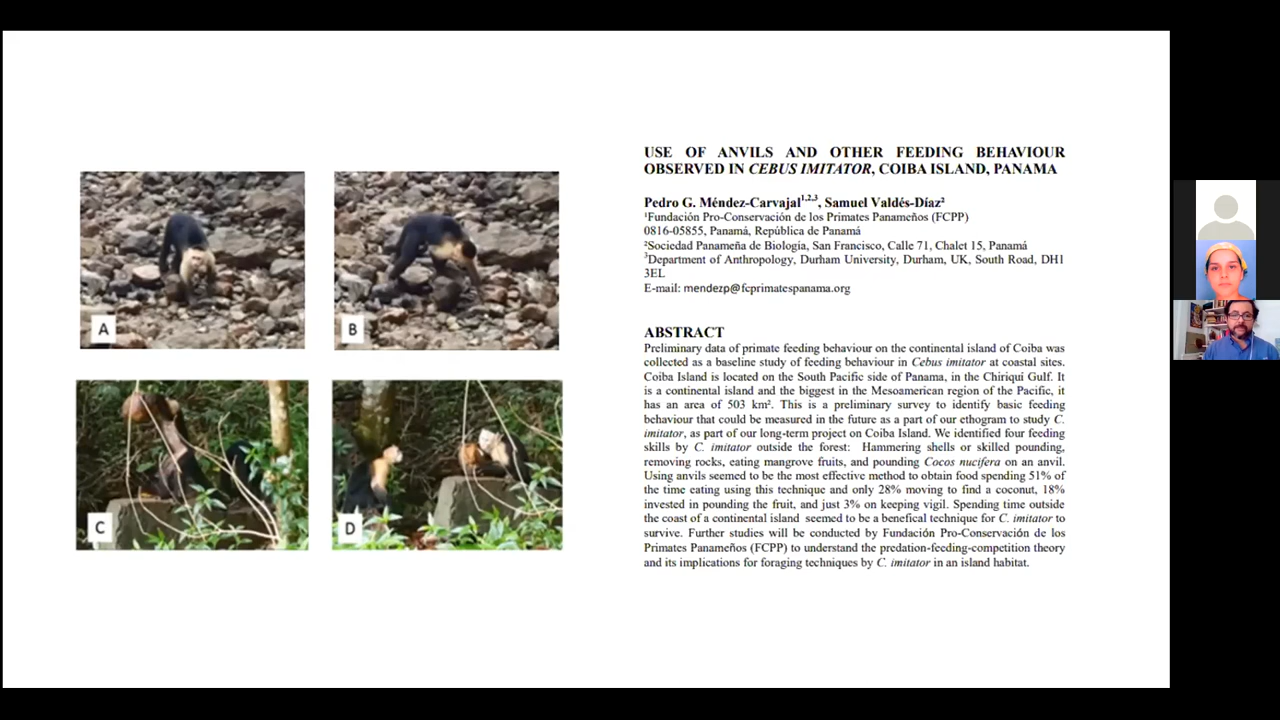 A
B
C
D
USE OF ANVILS AND OTHER FEEDING BEHAVIOUR
OBSERVED IN CEBUS IMITATOR, COIBA ISLAND, PANAMA
Pedro G. Méndez-Carvajal1,2,3, Samuel Valdés-Díaz²
¹Fundación Pro-Conservación de los Primates Panameños (FCPP)
0816-05855, Panamá, República de Panamá
²Sociedad Panameña de Biología, San Francisco, Calle 71, Chalet 15, Panamá
³Department of Anthropology, Durham University, Durham, UK, South Road, DH1
3EL
E-mail: mendezp@fcprimatespanama.org
ABSTRACT
Preliminary data of primate feeding behaviour on the continental island of Coiba was
collected as a baseline study of feeding behaviour in Cebus imitator at coastal sites.
Coiba Island is located on the South Pacific side of Panama, in the Chiriquí Gulf. It
is a continental island and the biggest in the Mesoamerican region of the Pacific, it
has an area of 503 km². This is a preliminary survey to identify basic feeding
behaviour that could be measured in the future as a part of our ethogram to study C.
imitator, as part of our long-term project on Coiba Island. We identified four feeding
skills by C. imitator outside the forest: Hammering shells or skilled pounding,
removing rocks, eating mangrove fruits, and pounding Cocos nucifera on an anvil.
Using anvils seemed to be the most effective method to obtain food spending 51% of
the time eating using this technique and only 28% moving to find a coconut, 18%
invested in pounding the fruit, and just 3% on keeping vigil. Spending time outside
the coast of a continental island seemed to be a benefical technique for C. imitator to
survive. Further studies will be conducted by Fundación Pro-Conservación de los
Primates Panameños (FCPP) to understand the predation-feeding-competition theory
and its implications for foraging techniques by C. imitator in an island habitat.